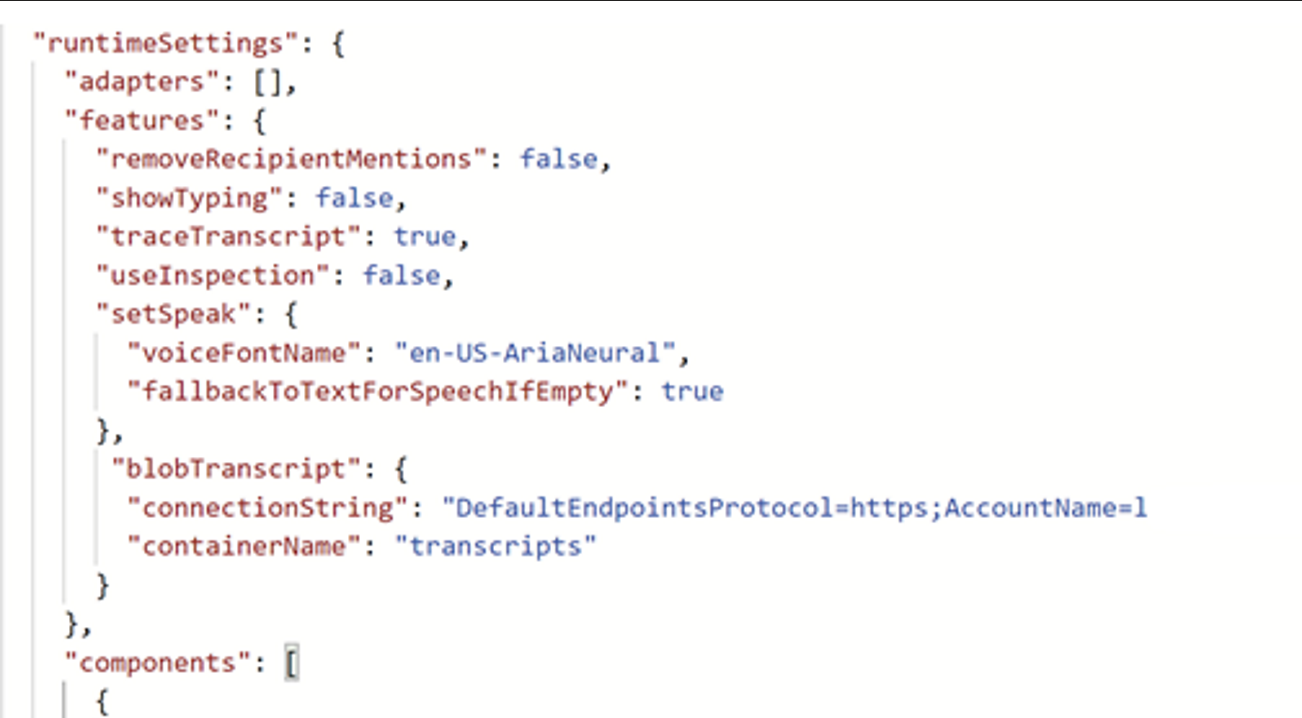 "runtimeSettings": {
"adapters": [],
"features": {
"removeRecipientMentions": false,
"showTyping": false,
"traceTranscript": true,
"useInspection": false,
"setSpeak": {
"voiceFontName": "en-US-AriaNeural",
"fallbackToTextForSpeechIfEmpty": true
},
"blobTranscript": {
"connectionString": "DefaultEndpointsProtocol=https;AccountName=l
"containerName": "transcripts"
}
},
"components": [
{